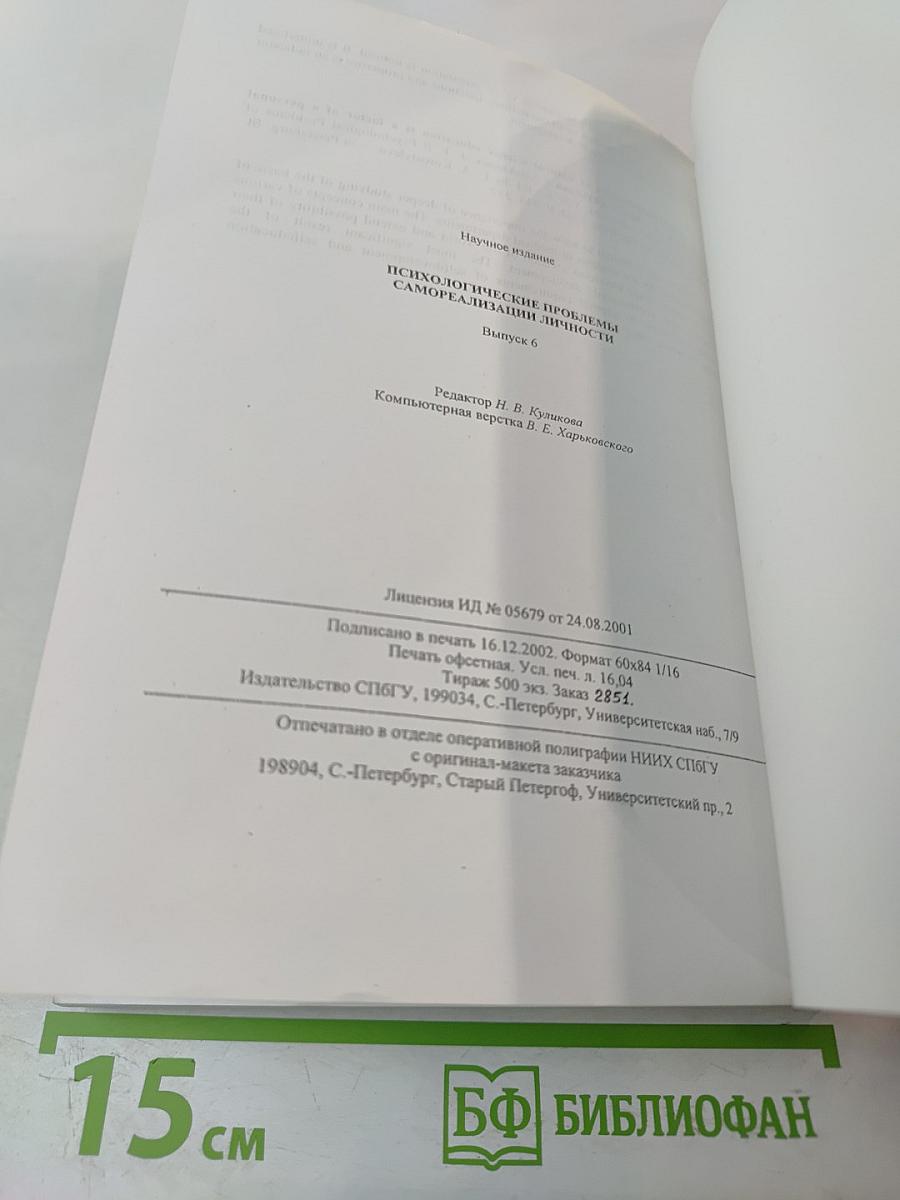 Научное издание
ПСИХОЛОГИЧЕСКИЕ ПРОБЛЕМЫ
САМОРЕАЛИЗАЦИИ ЛИЧНОСТИ
Выпуск 6
Редактор Н. В. Куликова
Компьютерная верстка В. Е. Харьковского
Лицензия ИД № 05679 от 24.08.2001
Подписано в печать 16.12.2002. Формат 60х84 1/16
Печать офсетная. Усл. печ. л. 16,04
Тираж 500 экз. Заказ 2851.
Издательство СПбГУ, 199034, С.-Петербург, Университетская наб., 7/9
Отпечатано в отделе оперативной полиграфии НИИХ СПбГУ
с оригинал-макета заказчика
198904, С.-Петербург, Старый Петергоф, Университетский пр., 2
15 см
БФ БИБЛИОФАН